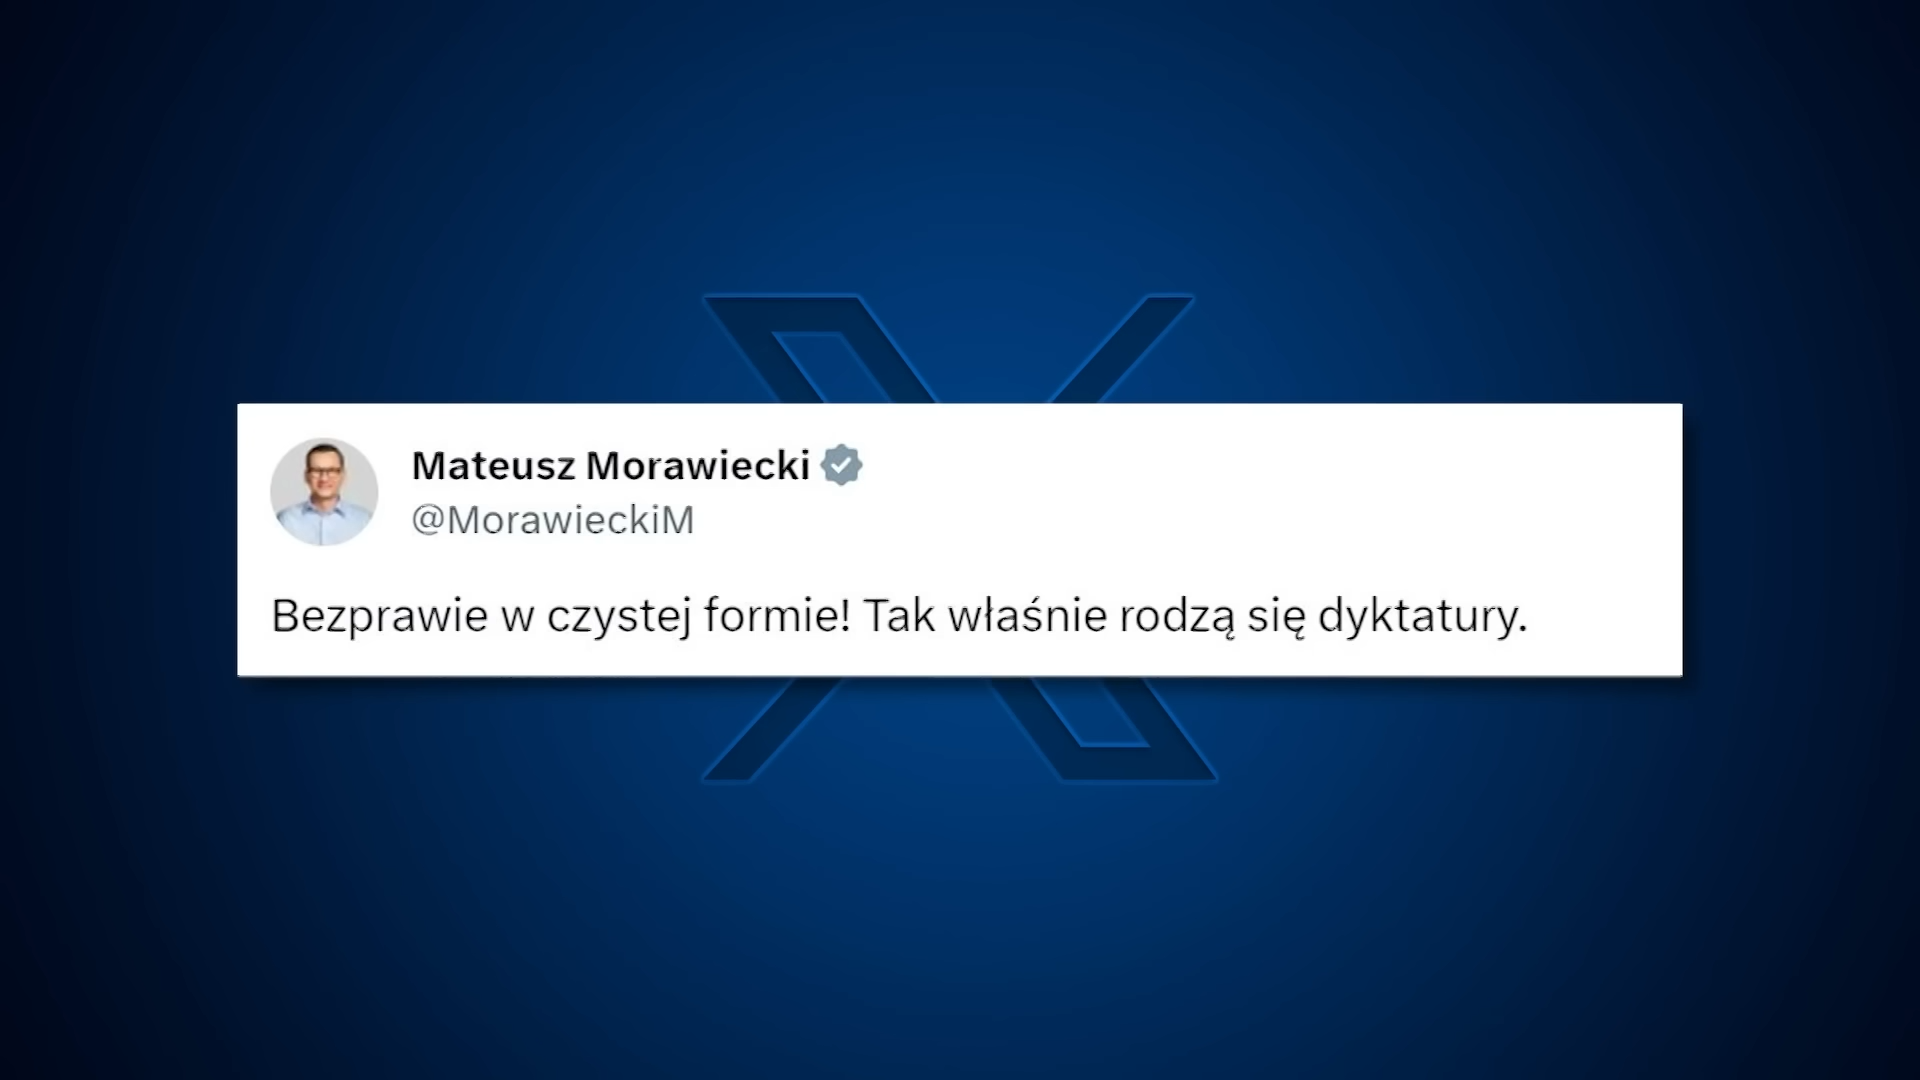 Mateusz Morawiecki
@MorawieckiM
Bezprawie w czystej formie! Tak właśnie rodzą się dyktatury.